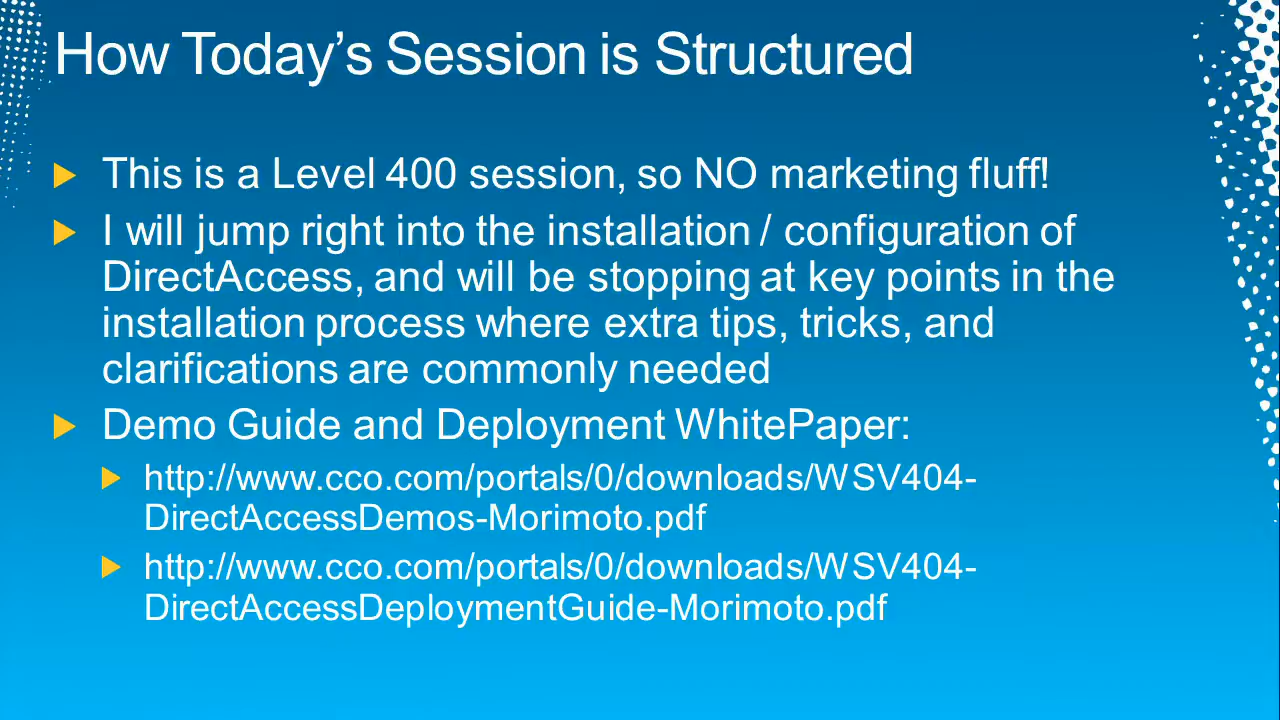 How Today’s Session is Structured
This is a Level 400 session, so NO marketing fluff!
I will jump right into the installation / configuration of
DirectAccess, and will be stopping at key points in the
installation process where extra tips, tricks, and
clarifications are commonly needed
Demo Guide and Deployment WhitePaper:
http://www.cco.com/portals/0/downloads/WSV404-
DirectAccessDemos-Morimoto.pdf
http://www.cco.com/portals/0/downloads/WSV404-
DirectAccessDeploymentGuide-Morimoto.pdf